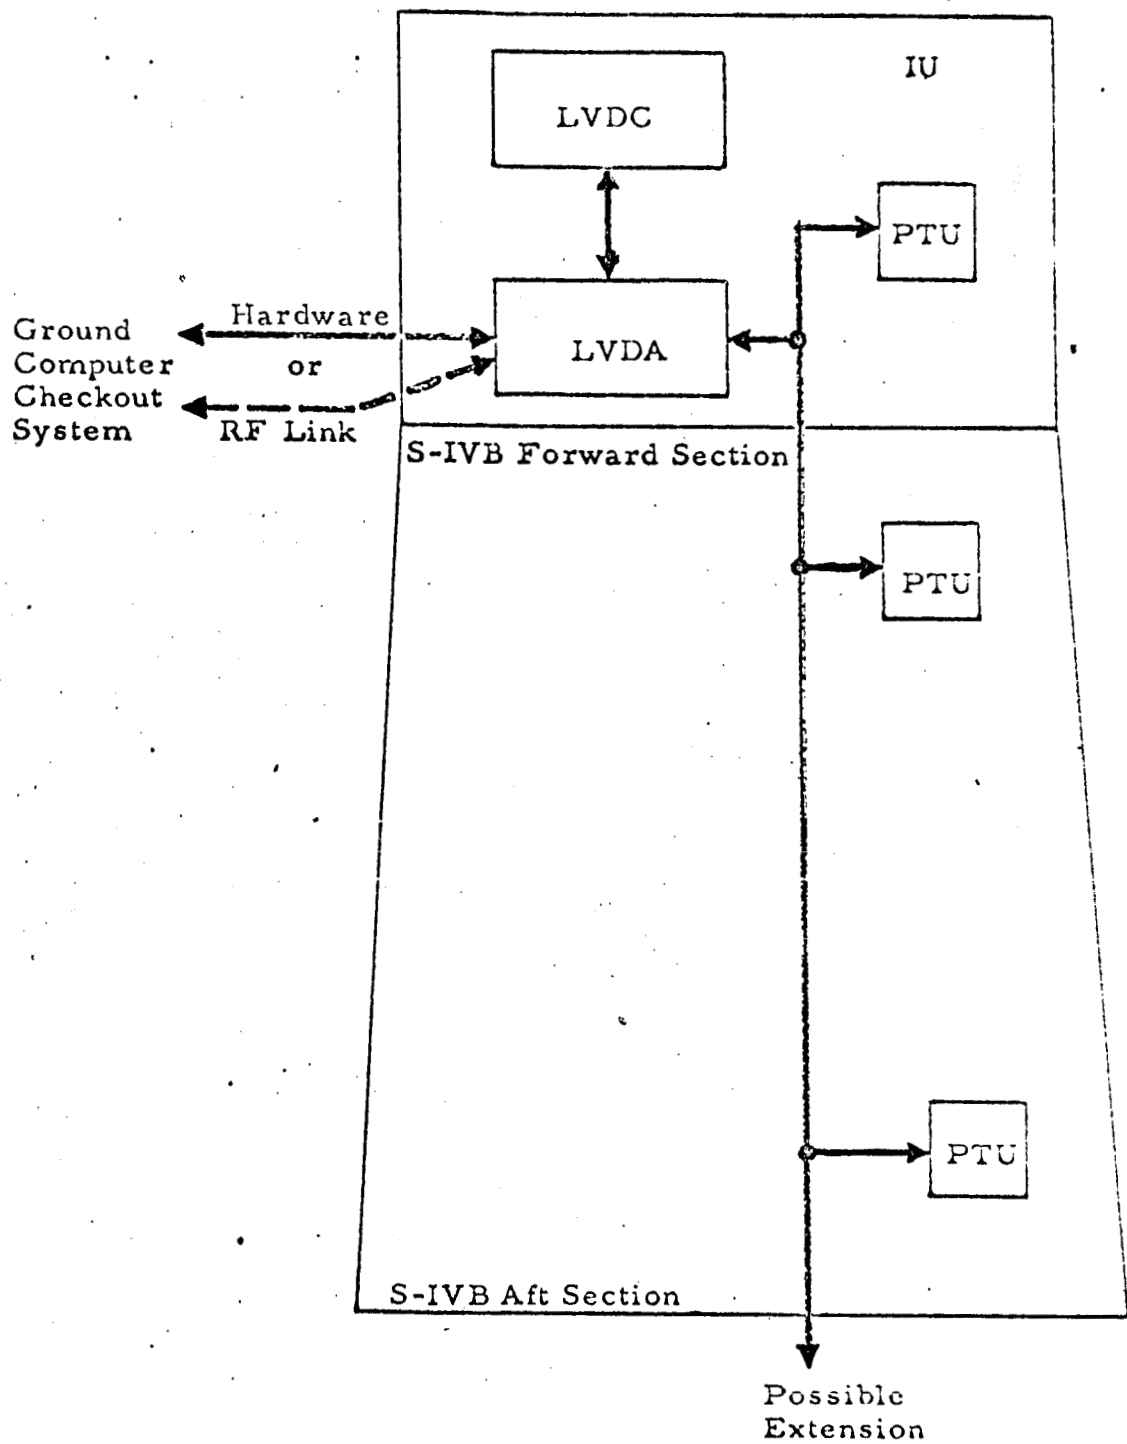 IU
LVDC
PTU
Hardware
Ground
Computer
Checkout
System
or
RF Link
LVDA
S-IVB Forward Section
PTU
PTU
S-IVB Aft Section
Possible
Extension